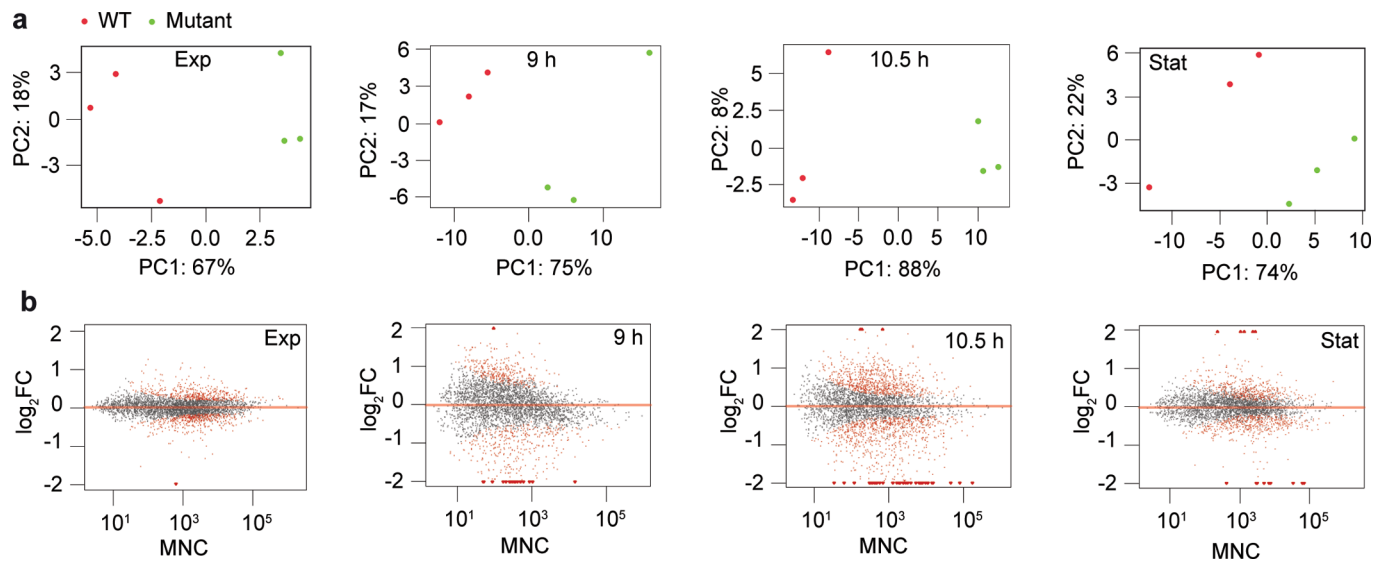 a
WT Mutant
Exp
PC2: 18%
3
0
-3
-5.0 -2.5 0.0 2.5
PC1: 67%
9 h
PC2: 17%
6
3
0
-3
-6
-10 0.0 10
PC1: 75%
10.5 h
PC2: 8%
5
2.5
0
-2.5
-10 -5 0 5 10
PC1: 88%
Stat
PC2: 22%
6
3
0
-3
-10 -5 0.0 5 10
PC1: 74%
b
Exp
log2FC
2
1
0
-1
-2
10¹ 10³ 10⁵
MNC
9 h
log2FC
2
1
0
-1
-2
10¹ 10³ 10⁵
MNC
10.5 h
log2FC
2
1
0
-1
-2
10¹ 10³ 10⁵
MNC
Stat
log2FC
2
1
0
-1
-2
10¹ 10³ 10⁵
MNC